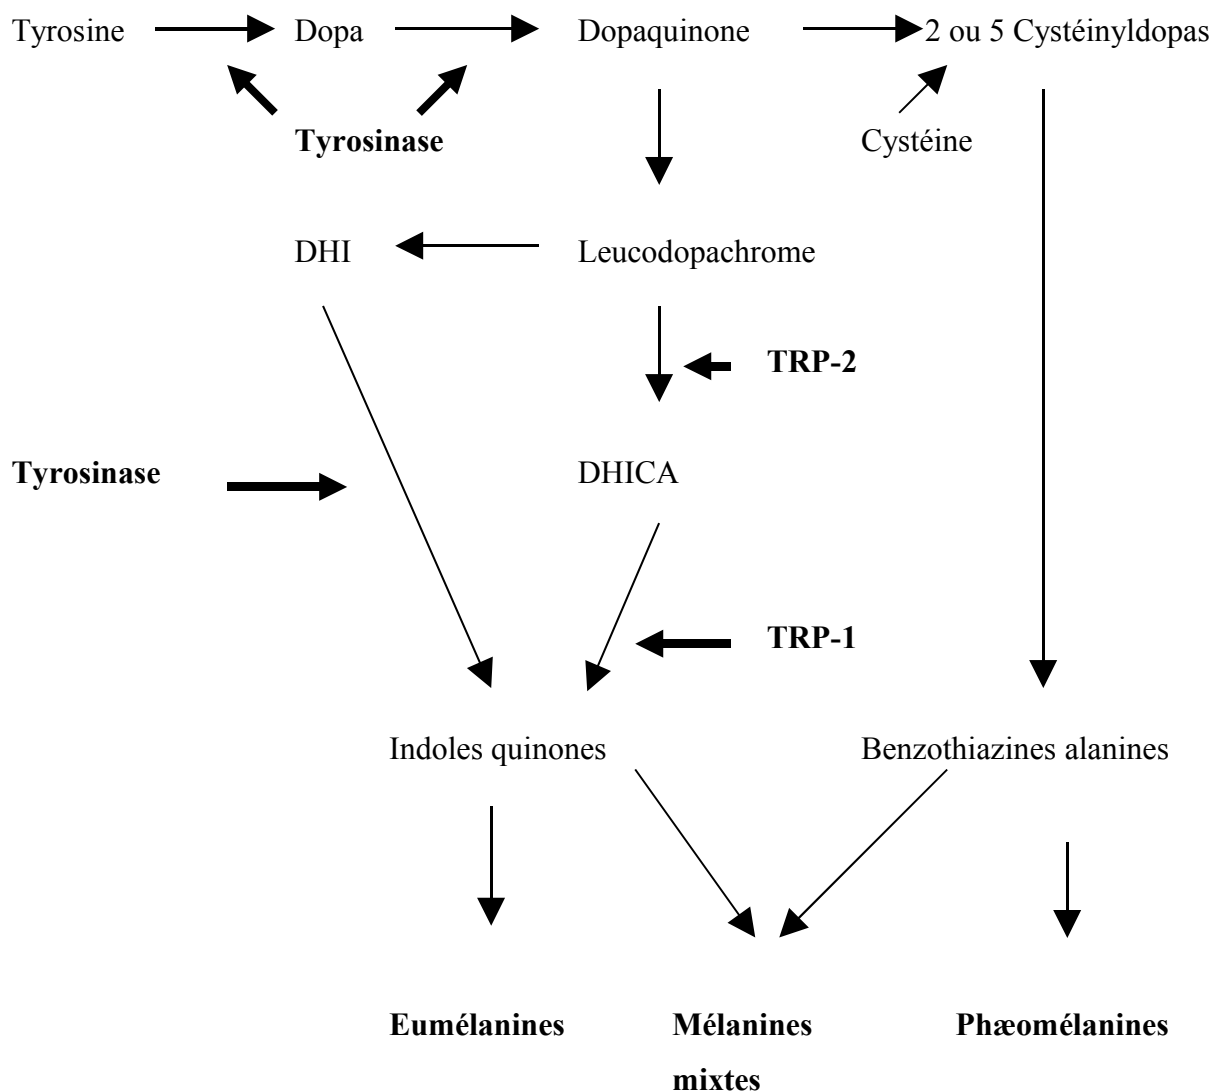 Tyrosine Dopa Dopaquinone 2 ou 5 Cystéinyldopas
Tyrosinase Cystéine
DHI Leucodopachrome
TRP-2
Tyrosinase DHICA
TRP-1
Indoles quinones Benzothiazines alanines
Eumélanines Mélanines Phæomélanines
mixtes